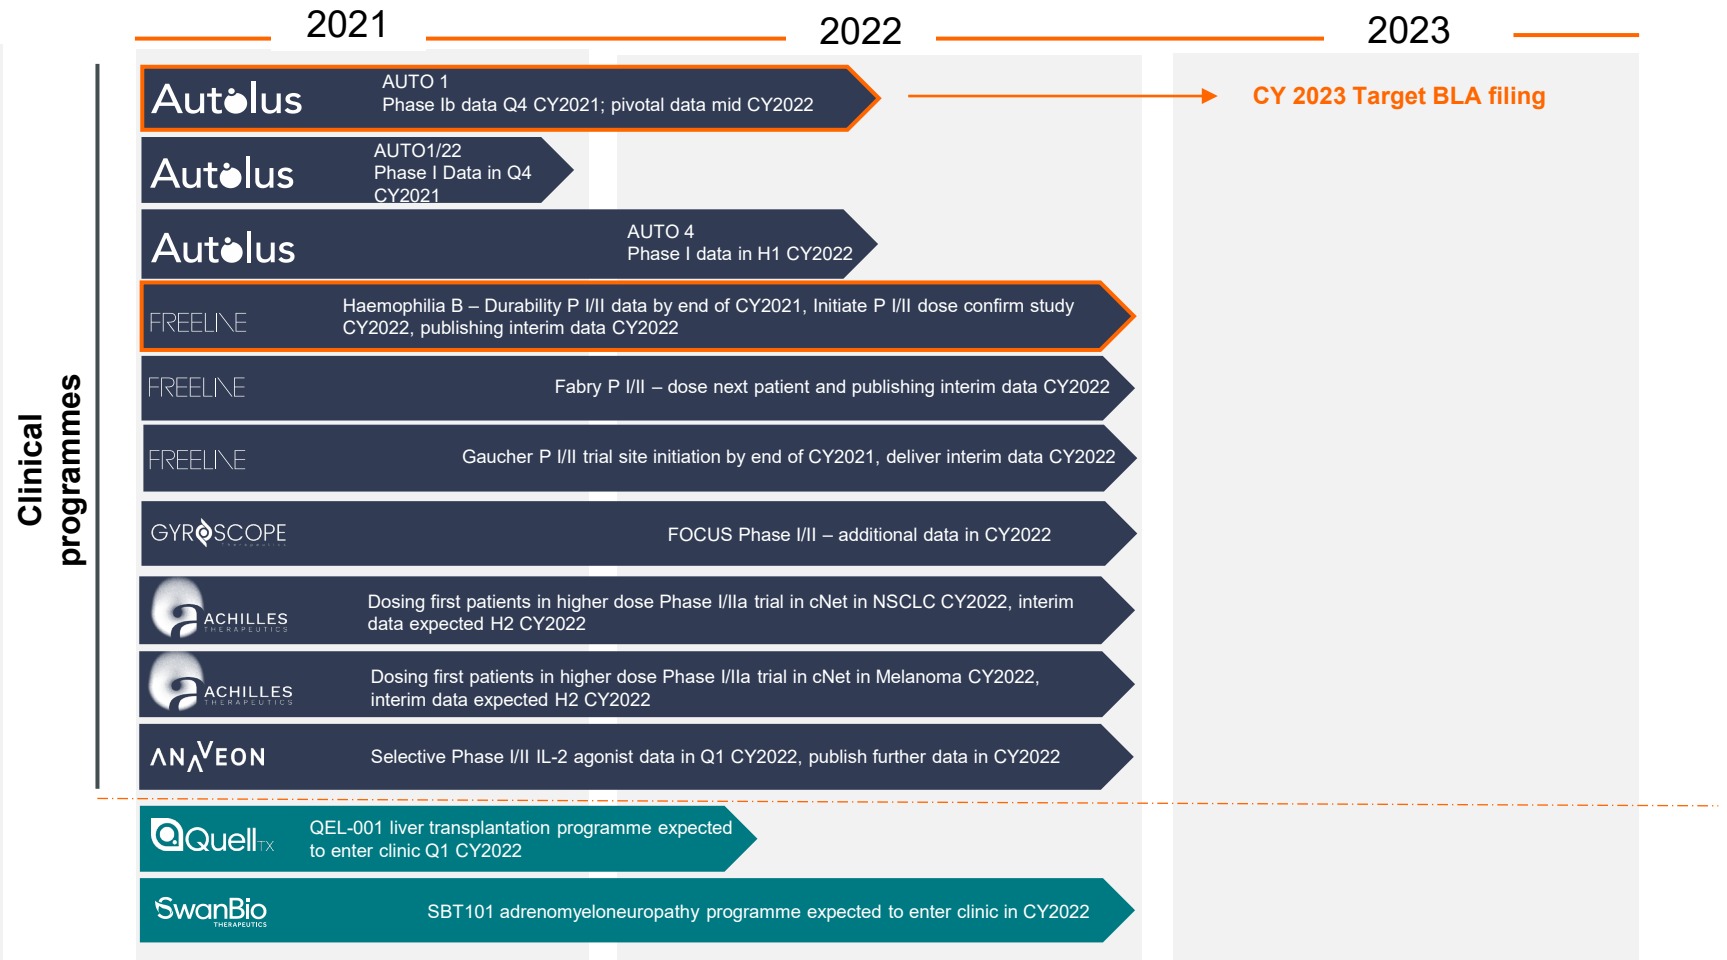 2021
2022
2023
Clinical
programmes
Autolus
AUTO 1
Phase Ib data Q4 CY2021; pivotal data mid CY2022
CY 2023 Target BLA filing
Autolus
AUTO1/22
Phase I Data in Q4
CY2021
Autolus
AUTO 4
Phase I data in H1 CY2022
FREELINE
Haemophilia B – Durability P I/II data by end of CY2021, Initiate P I/II dose confirm study
CY2022, publishing interim data CY2022
FREELINE
Fabry P I/II – dose next patient and publishing interim data CY2022
FREELINE
Gaucher P I/II trial site initiation by end of CY2021, deliver interim data CY2022
GYROSCOPE
Therapeutics
FOCUS Phase I/II – additional data in CY2022
ACHILLES
THERAPEUTICS
Dosing first patients in higher dose Phase I/IIa trial in cNet in NSCLC CY2022, interim
data expected H2 CY2022
ACHILLES
THERAPEUTICS
Dosing first patients in higher dose Phase I/IIa trial in cNet in Melanoma CY2022,
interim data expected H2 CY2022
ANAVEON
Selective Phase I/II IL-2 agonist data in Q1 CY2022, publish further data in CY2022
Quell TX
QEL-001 liver transplantation programme expected
to enter clinic Q1 CY2022
SwanBio
THERAPEUTICS
SBT101 adrenomyeloneuropathy programme expected to enter clinic in CY2022